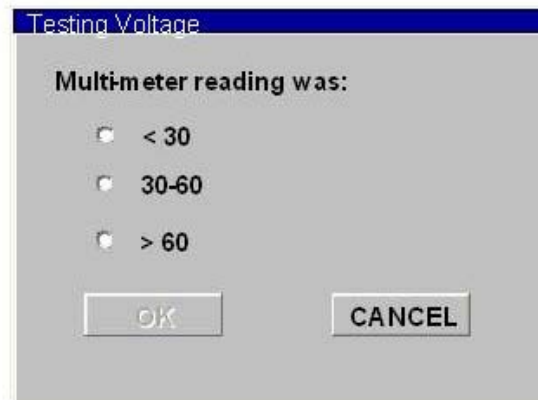 Testing Voltage
Multi-meter reading was:
< 30
30-60
> 60
OK
CANCEL